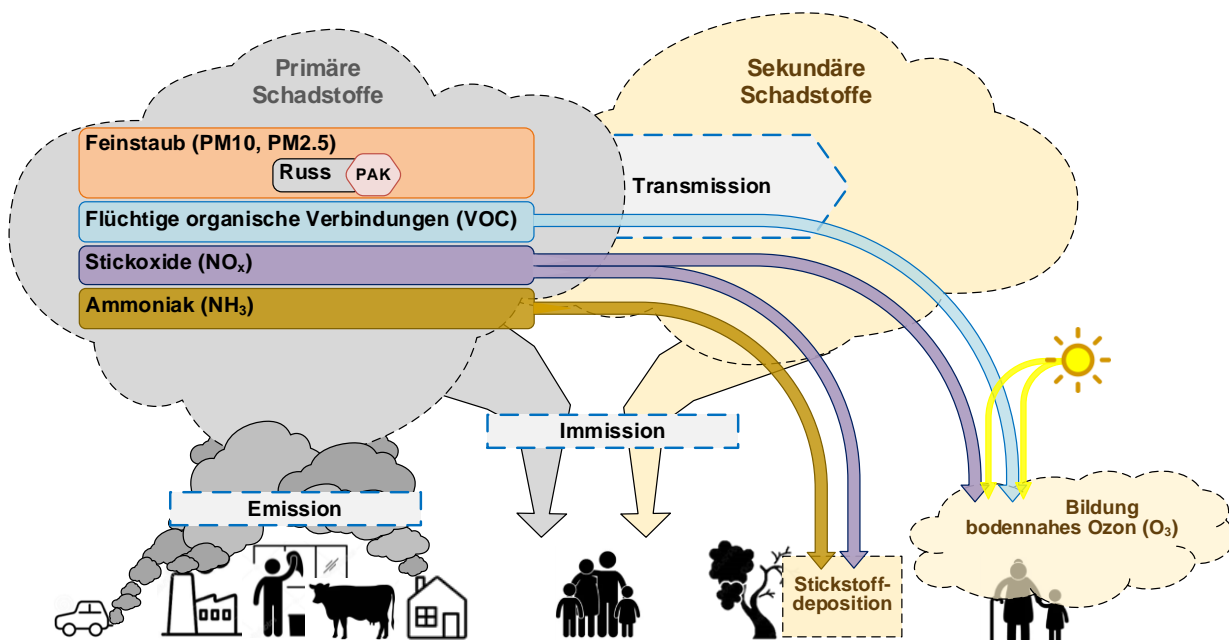 Primäre
Schadstoffe
Sekundäre
Schadstoffe
Feinstaub (PM10, PM2.5)
Russ
PAK
Transmission
Flüchtige organische Verbindungen (VOC)
Stickoxide (NOₓ)
Ammoniak (NH₃)
Immission
Emission
Bildung
bodennahes Ozon (O₃)
Stickstoff-
deposition